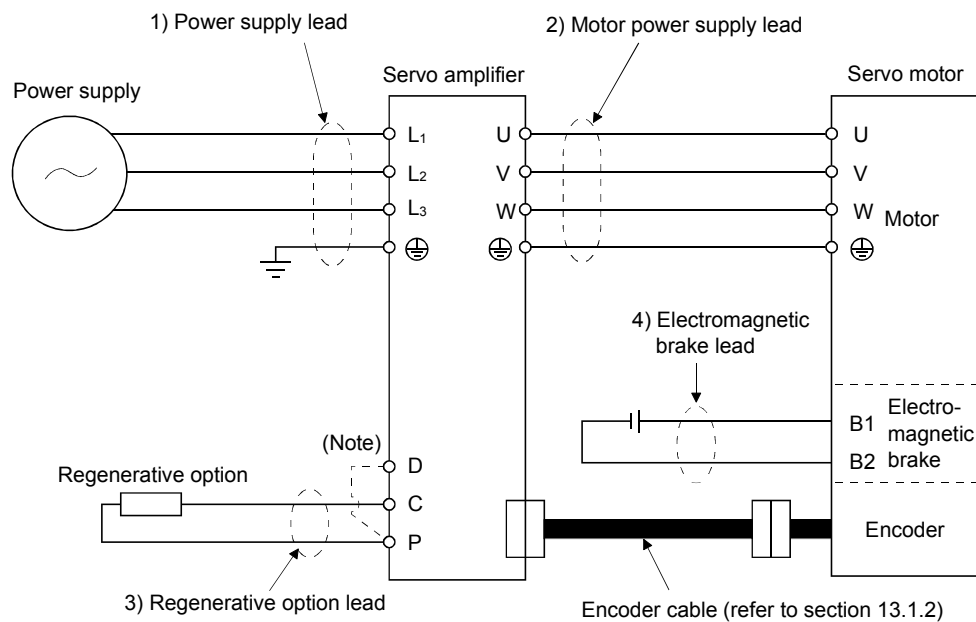 1) Power supply lead
2) Motor power supply lead
Servo amplifier
Servo motor
Power supply
L1
U
U
L2
V
V
L3
W
W
Motor
4) Electromagnetic
brake lead
B1
B2
Electro-
magnetic
brake
(Note)
D
Regenerative option
C
P
Encoder
3) Regenerative option lead
Encoder cable (refer to section 13.1.2)